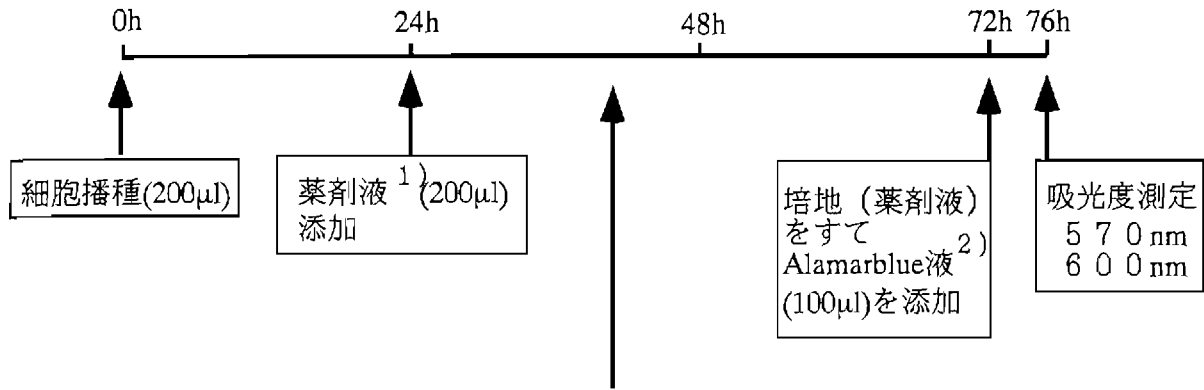 0h 24h 48h 72h 76h
細胞播種(200μl)
薬剤液1)(200μl)
添加
培地（薬剤液）
をすて
Alamarblue液2)
(100μl)を添加
吸光度測定
５７０nm
６００nm